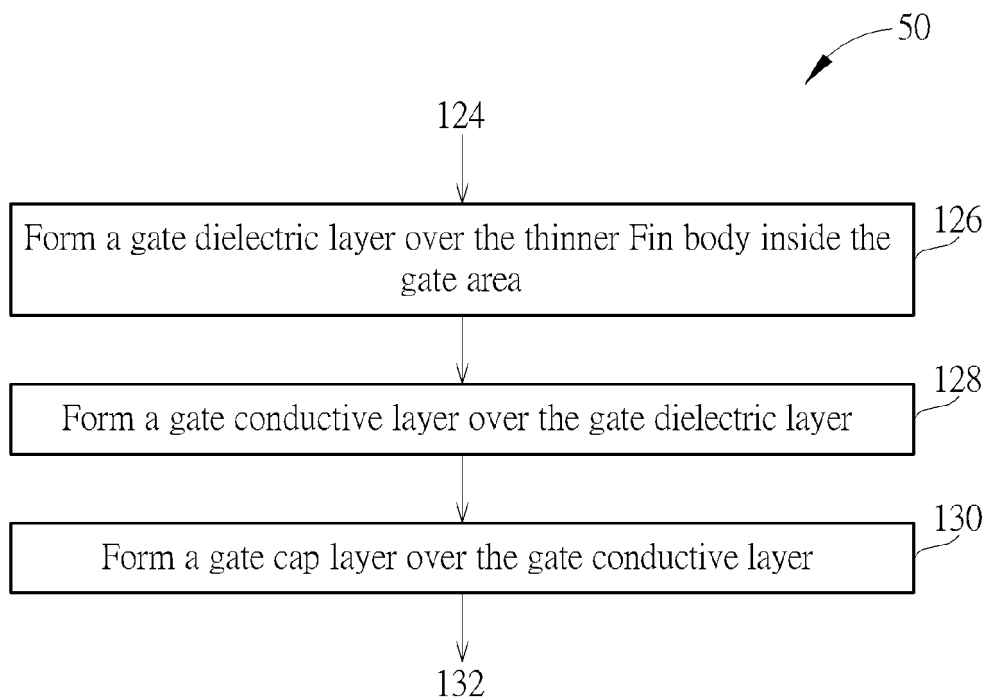 50
124
Form a gate dielectric layer over the thinner Fin body inside the
gate area
126
Form a gate conductive layer over the gate dielectric layer
128
Form a gate cap layer over the gate conductive layer
130
132